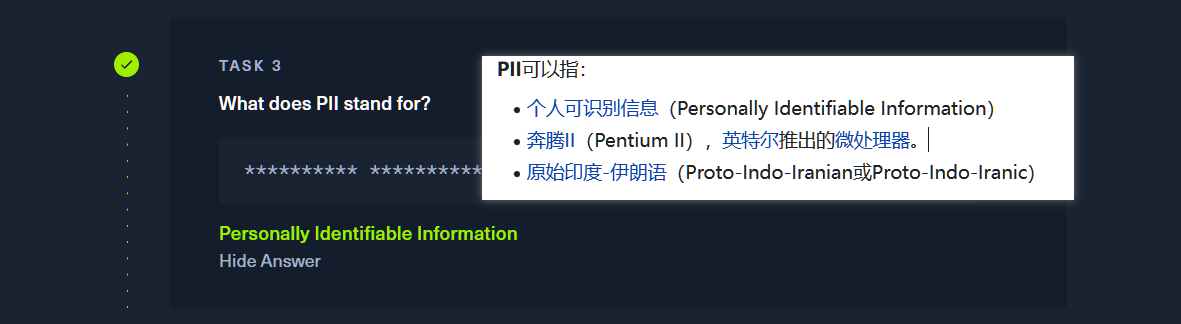 TASK 3
What does PII stand for?
********** **********
Personally Identifiable Information
Hide Answer
PII可以指：
• 个人可识别信息（Personally Identifiable Information）
• 奔腾II（Pentium II），英特尔推出的微处理器。
• 原始印度-伊朗语（Proto-Indo-Iranian或Proto-Indo-Iranic）